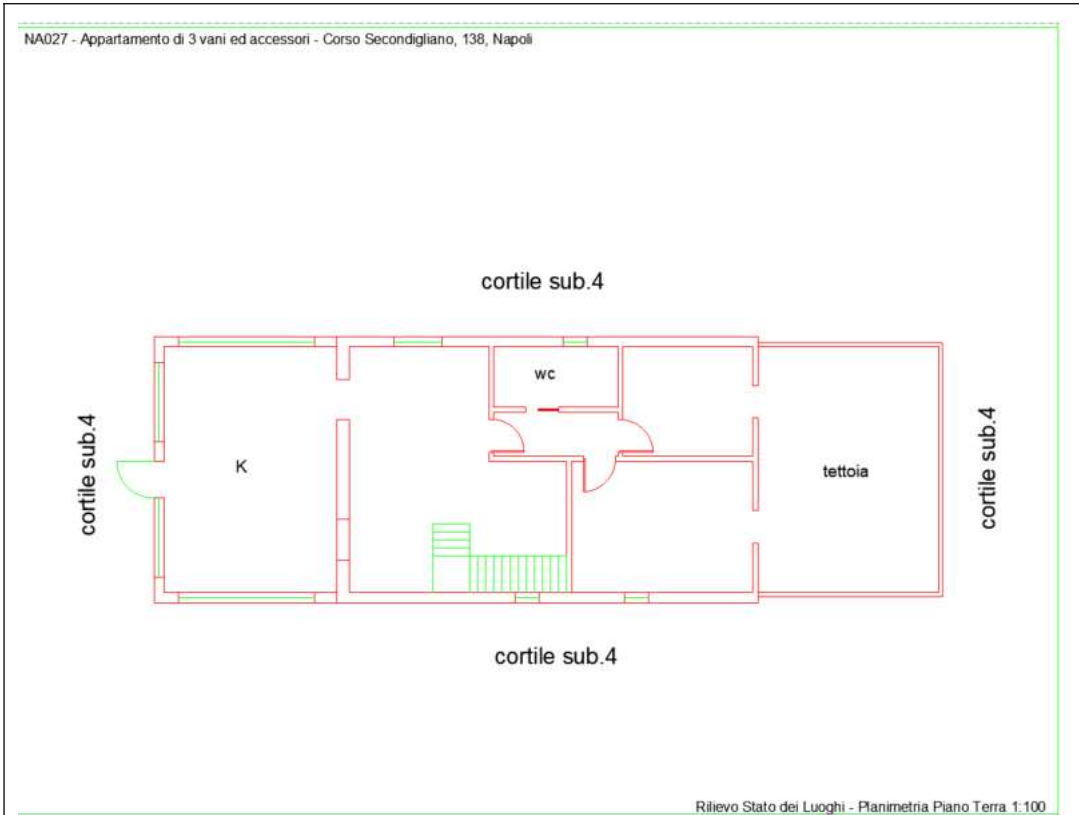 NA027 - Appartamento di 3 vani ed accessori - Corso Secondigliano, 138, Napoli
cortile sub.4
wc
cortile sub.4
K
tettoia
cortile sub.4
cortile sub.4
Rilievo Stato dei Luoghi - Planimetria Piano Terra 1:100